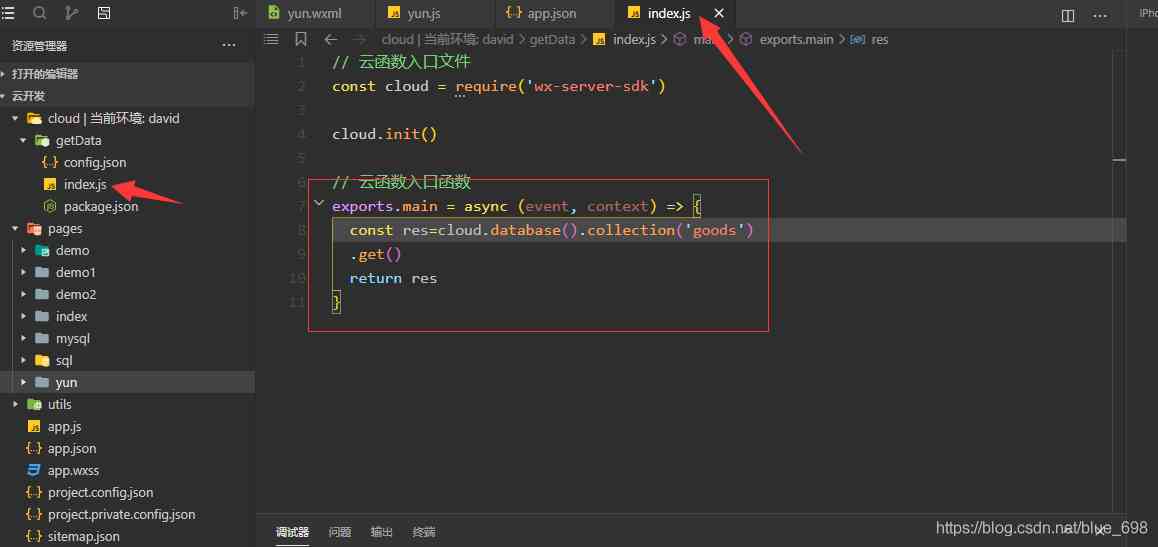 yun.wxml
yun.js
app.json
index.js
iPho
资源管理器
cloud | 当前环境: david > getData > index.js > main > exports.main > res
打开的编辑器
云开发
cloud | 当前环境: david
getData
config.json
index.js
package.json
pages
demo
demo1
demo2
index
mysql
sql
yun
utils
app.js
app.json
app.wxss
project.config.json
project.private.config.json
sitemap.json
1 // 云函数入口文件
2 const cloud = require('wx-server-sdk')
3
4 cloud.init()
5
6 // 云函数入口函数
7 exports.main = async (event, context) => {
8 const res=cloud.database().collection('goods')
9 .get()
10 return res
11 }
调试器 问题 输出 终端
https://blog.csdn.net/blue_698